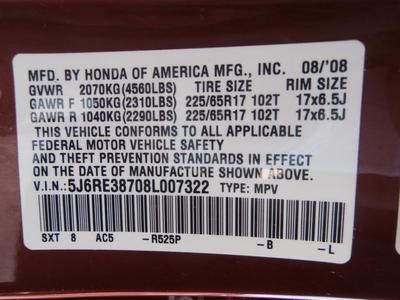 MFD. BY HONDA OF AMERICA MFG., INC. 08/'08
GVWR 2070KG(4560LBS) TIRE SIZE RIM SIZE
GAWR F 1050KG(2310LBS) 225/65R17 102T 17x6.5J
GAWR R 1040KG(2290LBS) 225/65R17 102T 17x6.5J
THIS VEHICLE CONFORMS TO ALL APPLICABLE
FEDERAL MOTOR VEHICLE SAFETY
AND THEFT PREVENTION STANDARDS IN EFFECT
ON THE DATE OF MANUFACTURE SHOWN ABOVE.
V.I.N.: 5J6RE38708L007322 TYPE: MPV
SXT 8 AC5 -R525P -B -L